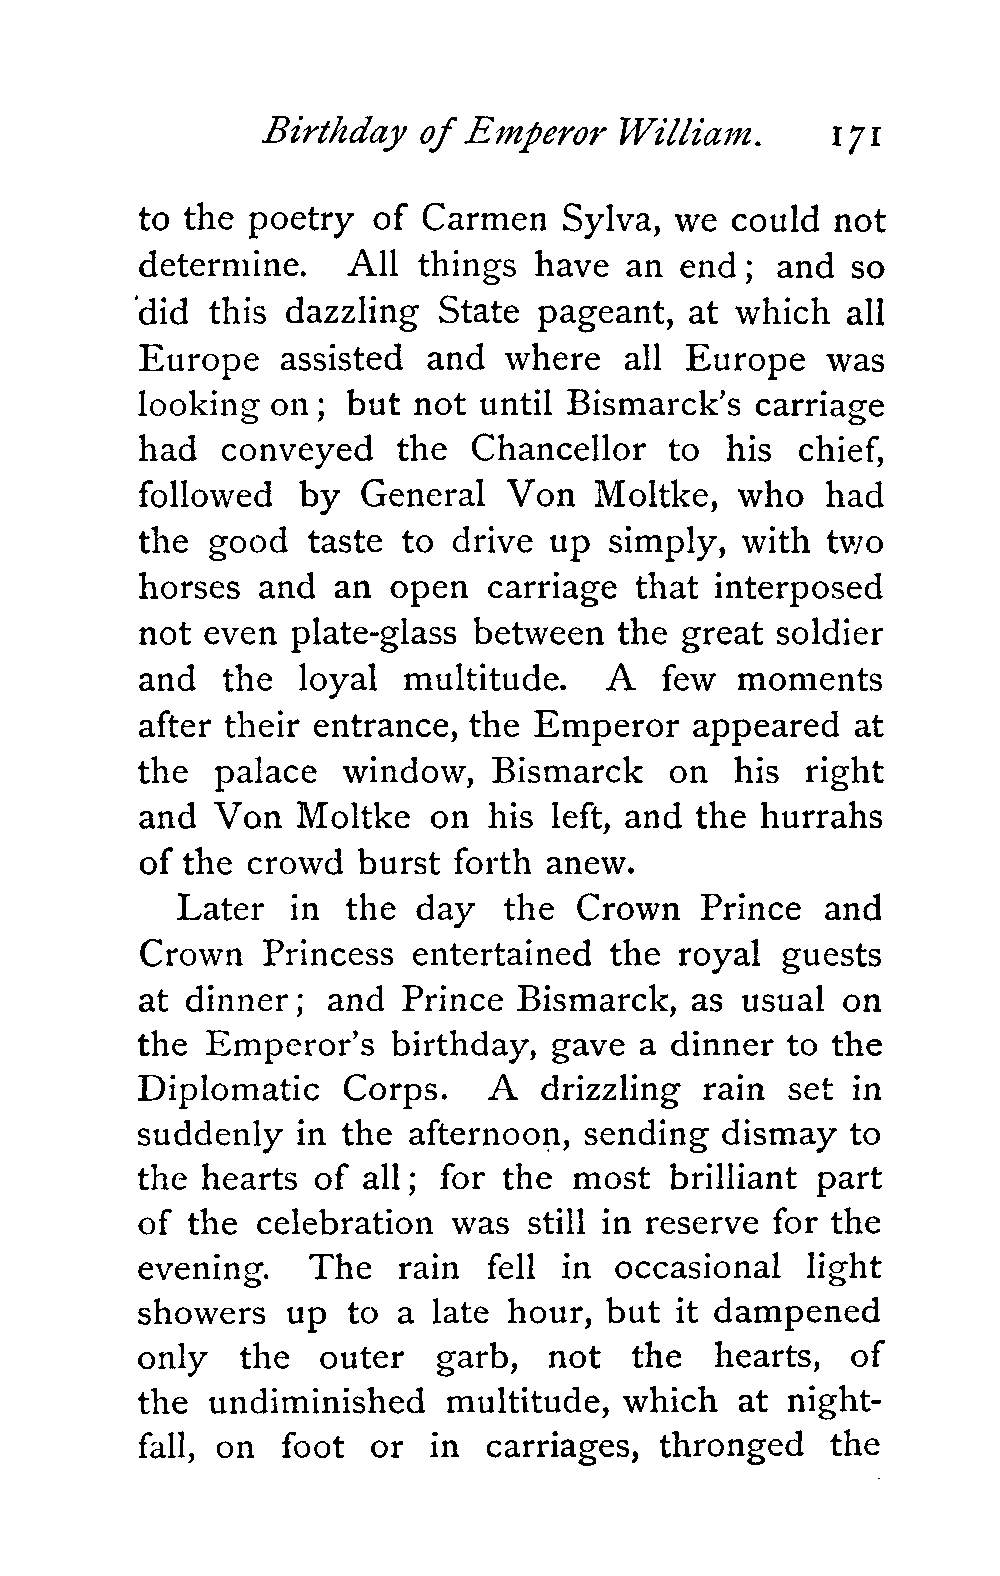 Birthday of Emperor William. 171
to the poetry of Carmen Sylva, we could not
determine. All things have an end; and so
did this dazzling State pageant, at which all
Europe assisted and where all Europe was
looking on; but not until Bismarck's carriage
had conveyed the Chancellor to his chief,
followed by General Von Moltke, who had
the good taste to drive up simply, with two
horses and an open carriage that interposed
not even plate-glass between the great soldier
and the loyal multitude. A few moments
after their entrance, the Emperor appeared at
the palace window, Bismarck on his right
and Von Moltke on his left, and the hurrahs
of the crowd burst forth anew.
Later in the day the Crown Prince and
Crown Princess entertained the royal guests
at dinner; and Prince Bismarck, as usual on
the Emperor's birthday, gave a dinner to the
Diplomatic Corps. A drizzling rain set in
suddenly in the afternoon, sending dismay to
the hearts of all; for the most brilliant part
of the celebration was still in reserve for the
evening. The rain fell in occasional light
showers up to a late hour, but it dampened
only the outer garb, not the hearts, of
the undiminished multitude, which at night-
fall, on foot or in carriages, thronged the